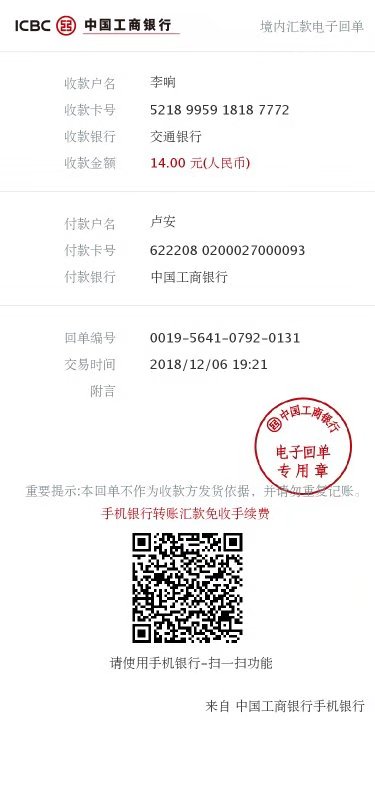 ICBC 中国工商银行 境内汇款电子回单
收款户名 李响
收款卡号 5218 9959 1818 7772
收款银行 交通银行
收款金额 14.00 元(人民币)
付款户名 卢安
付款卡号 622208 0200027000093
付款银行 中国工商银行
回单编号 0019-5641-0792-0131
交易时间 2018/12/06 19:21
附言
中国工商银行
电子回单
专用章
重要提示:本回单不作为收款方发货依据，并请勿重复记账。
手机银行转账汇款免收手续费
请使用手机银行-扫一扫功能
来自 中国工商银行手机银行